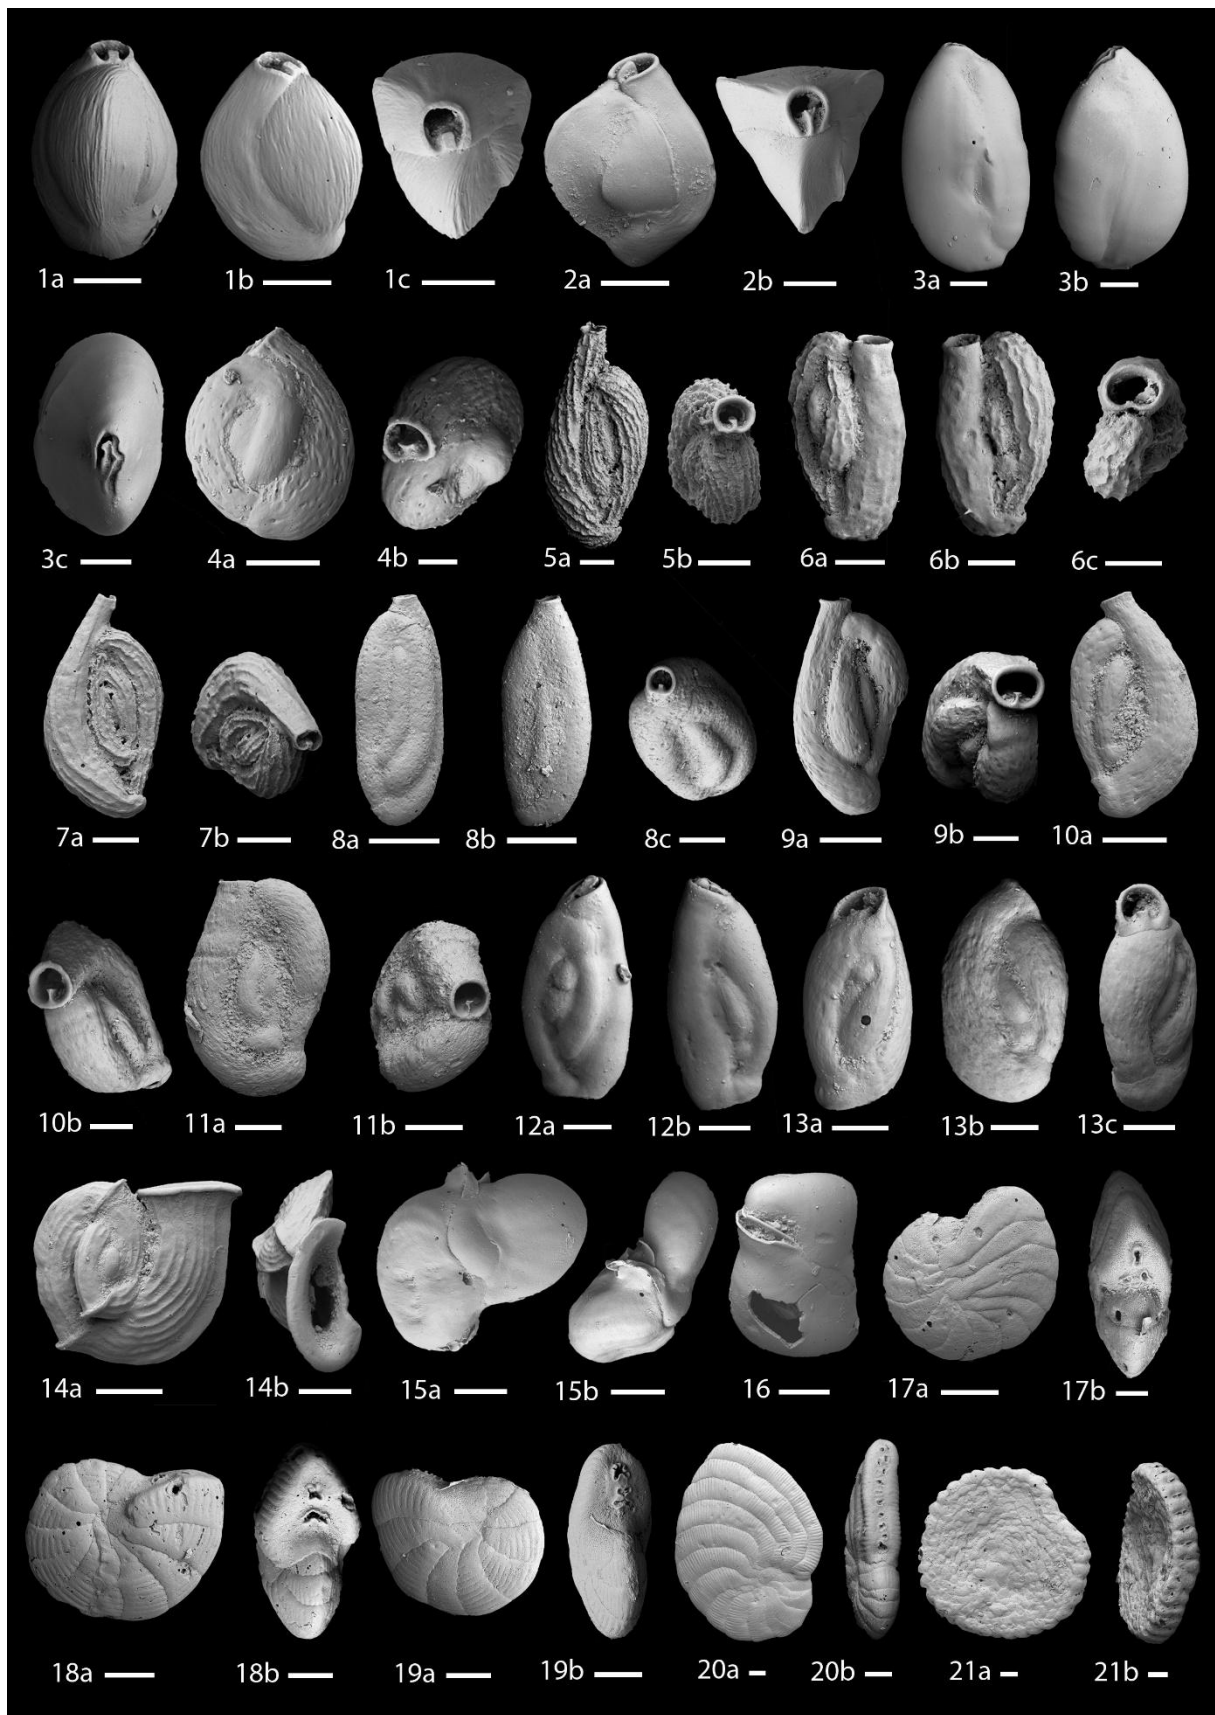 1a 1b 1c 2a 2b 3a 3b
3c 4a 4b 5a 5b 6a 6b 6c
7a 7b 8a 8b 8c 9a 9b 10a
10b 11a 11b 12a 12b 13a 13b 13c
14a 14b 15a 15b 16 17a 17b
18a 18b 19a 19b 20a 20b 21a 21b